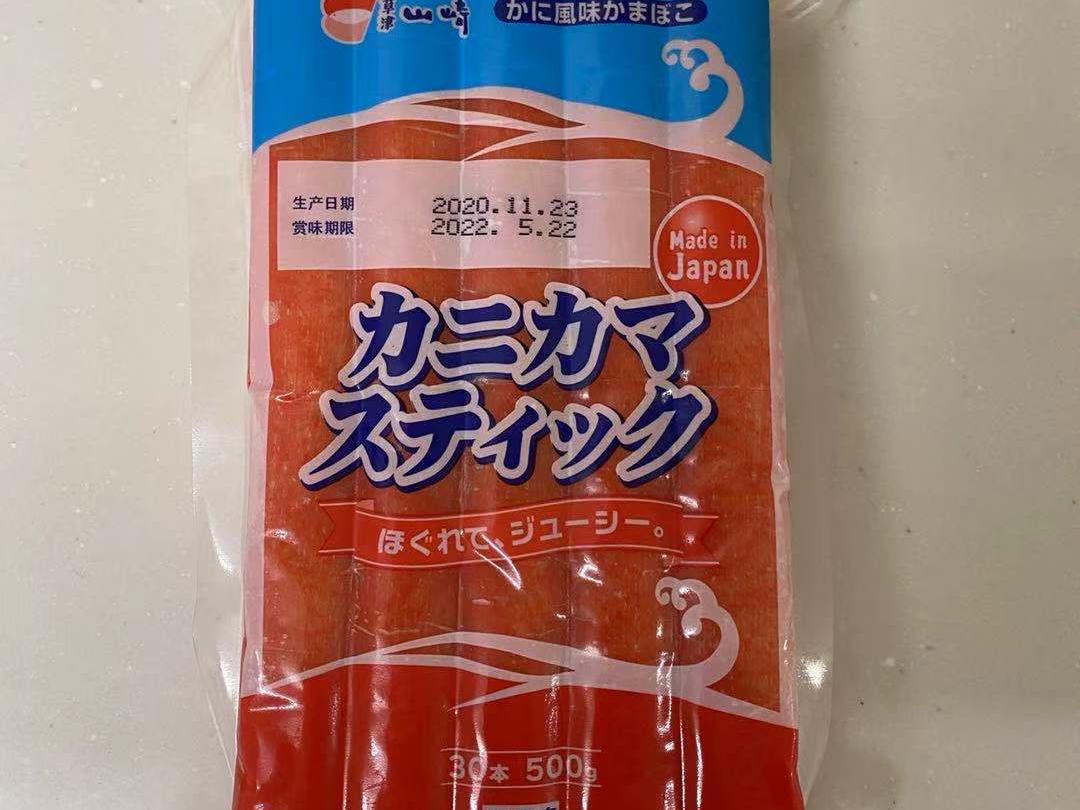 草津
山崎
かに風味かまぼこ
生产日期 2020.11.23
赏味期限 2022. 5.22
Made in
Japan
カニカマ
スティック
ほぐれて、ジューシー。
30本 500g